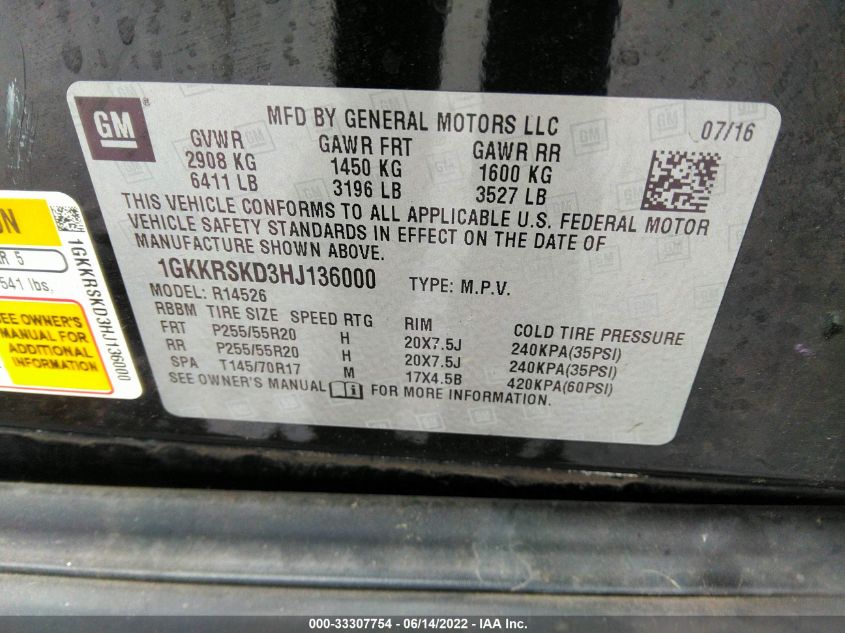 GM
®
MFD BY GENERAL MOTORS LLC
07/16
GVWR GAWR FRT GAWR RR
2908 KG 1450 KG 1600 KG
6411 LB 3196 LB 3527 LB
THIS VEHICLE CONFORMS TO ALL APPLICABLE U.S. FEDERAL MOTOR
VEHICLE SAFETY STANDARDS IN EFFECT ON THE DATE OF
MANUFACTURE SHOWN ABOVE.
1GKKRSKD3HJ136000 TYPE: M.P.V.
MODEL: R14526
RBBM TIRE SIZE SPEED RTG RIM COLD TIRE PRESSURE
FRT P255/55R20 H 20X7.5J 240KPA(35PSI)
RR P255/55R20 H 20X7.5J 240KPA(35PSI)
SPA T145/70R17 M 17X4.5B 420KPA(60PSI)
SEE OWNER'S MANUAL FOR MORE INFORMATION.
ON
R 5
541 lbs.
SEE OWNER'S
MANUAL FOR
ADDITIONAL
INFORMATION
1GKKRSKD3HJ136000
000-33307754 - 06/14/2022 - IAA Inc.